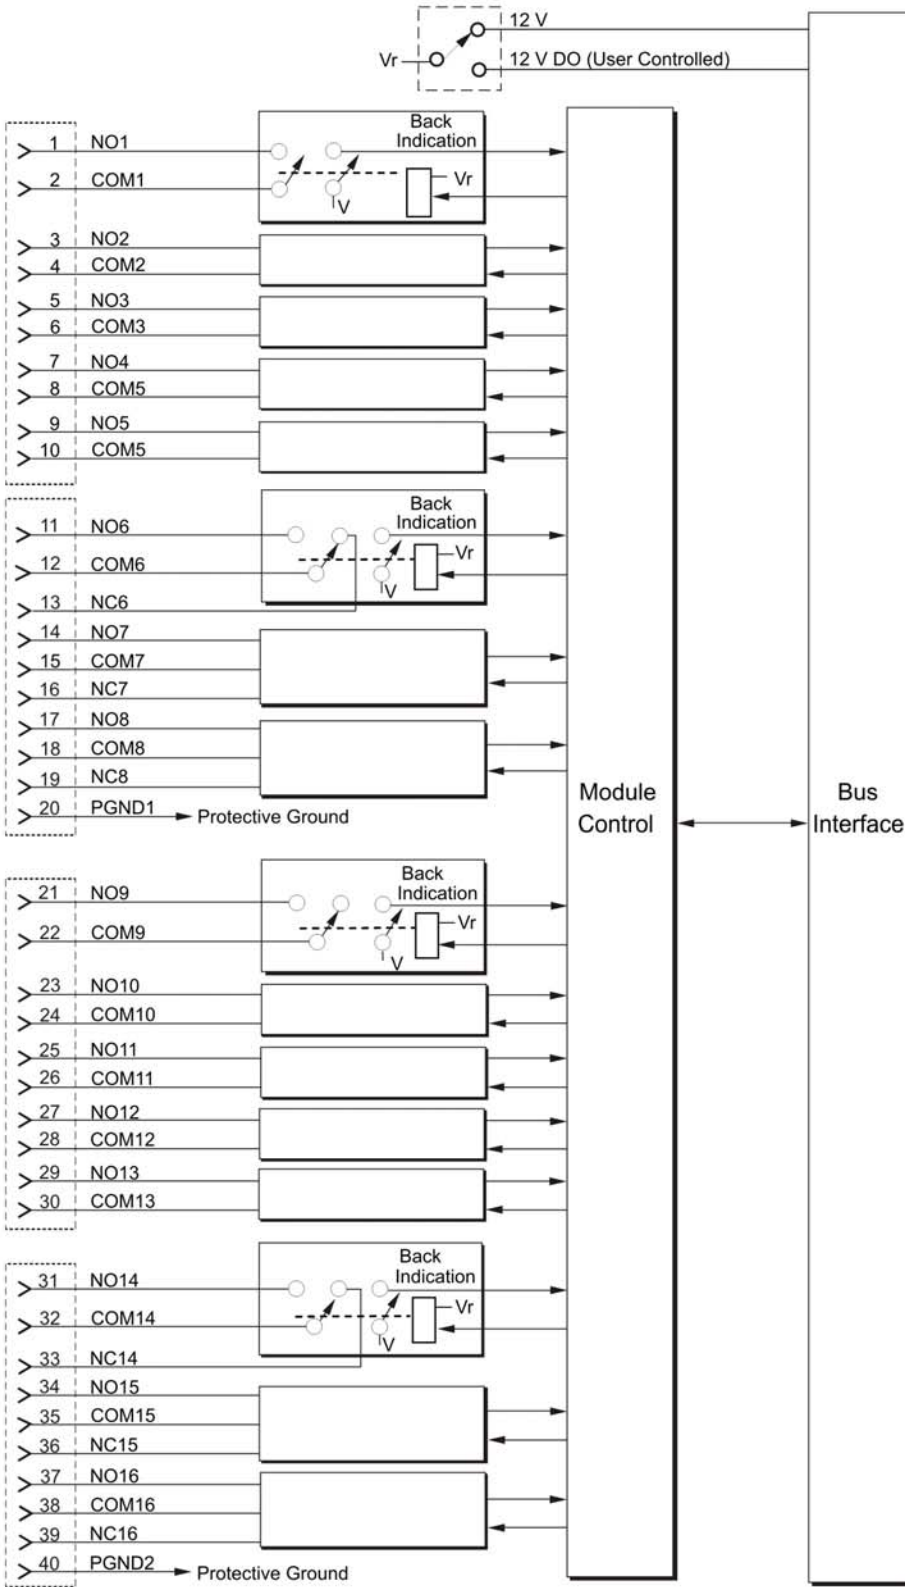 12 V
Vr
12 V DO (User Controlled)
Back
Indication
1 NO1
2 COM1
Vr
V
3 NO2
4 COM2
5 NO3
6 COM3
7 NO4
8 COM5
9 NO5
10 COM5
Back
Indication
11 NO6
12 COM6
Vr
V
13 NC6
14 NO7
15 COM7
16 NC7
17 NO8
18 COM8
19 NC8
20 PGND1 Protective Ground
Module
Control
Bus
Interface
Back
Indication
21 NO9
22 COM9
Vr
V
23 NO10
24 COM10
25 NO11
26 COM11
27 NO12
28 COM12
29 NO13
30 COM13
Back
Indication
31 NO14
32 COM14
Vr
V
33 NC14
34 NO15
35 COM15
36 NC15
37 NO16
38 COM16
39 NC16
40 PGND2 Protective Ground